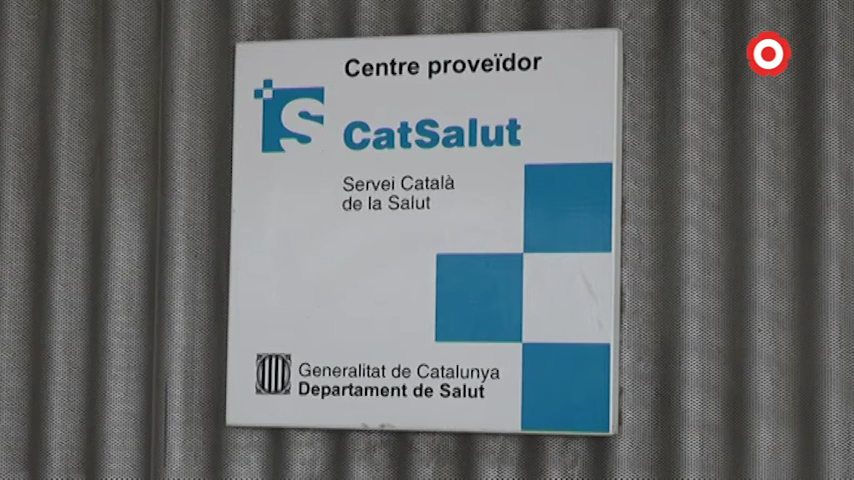 Centre proveïdor
S
CatSalut
Servei Català
de la Salut
Generalitat de Catalunya
Departament de Salut